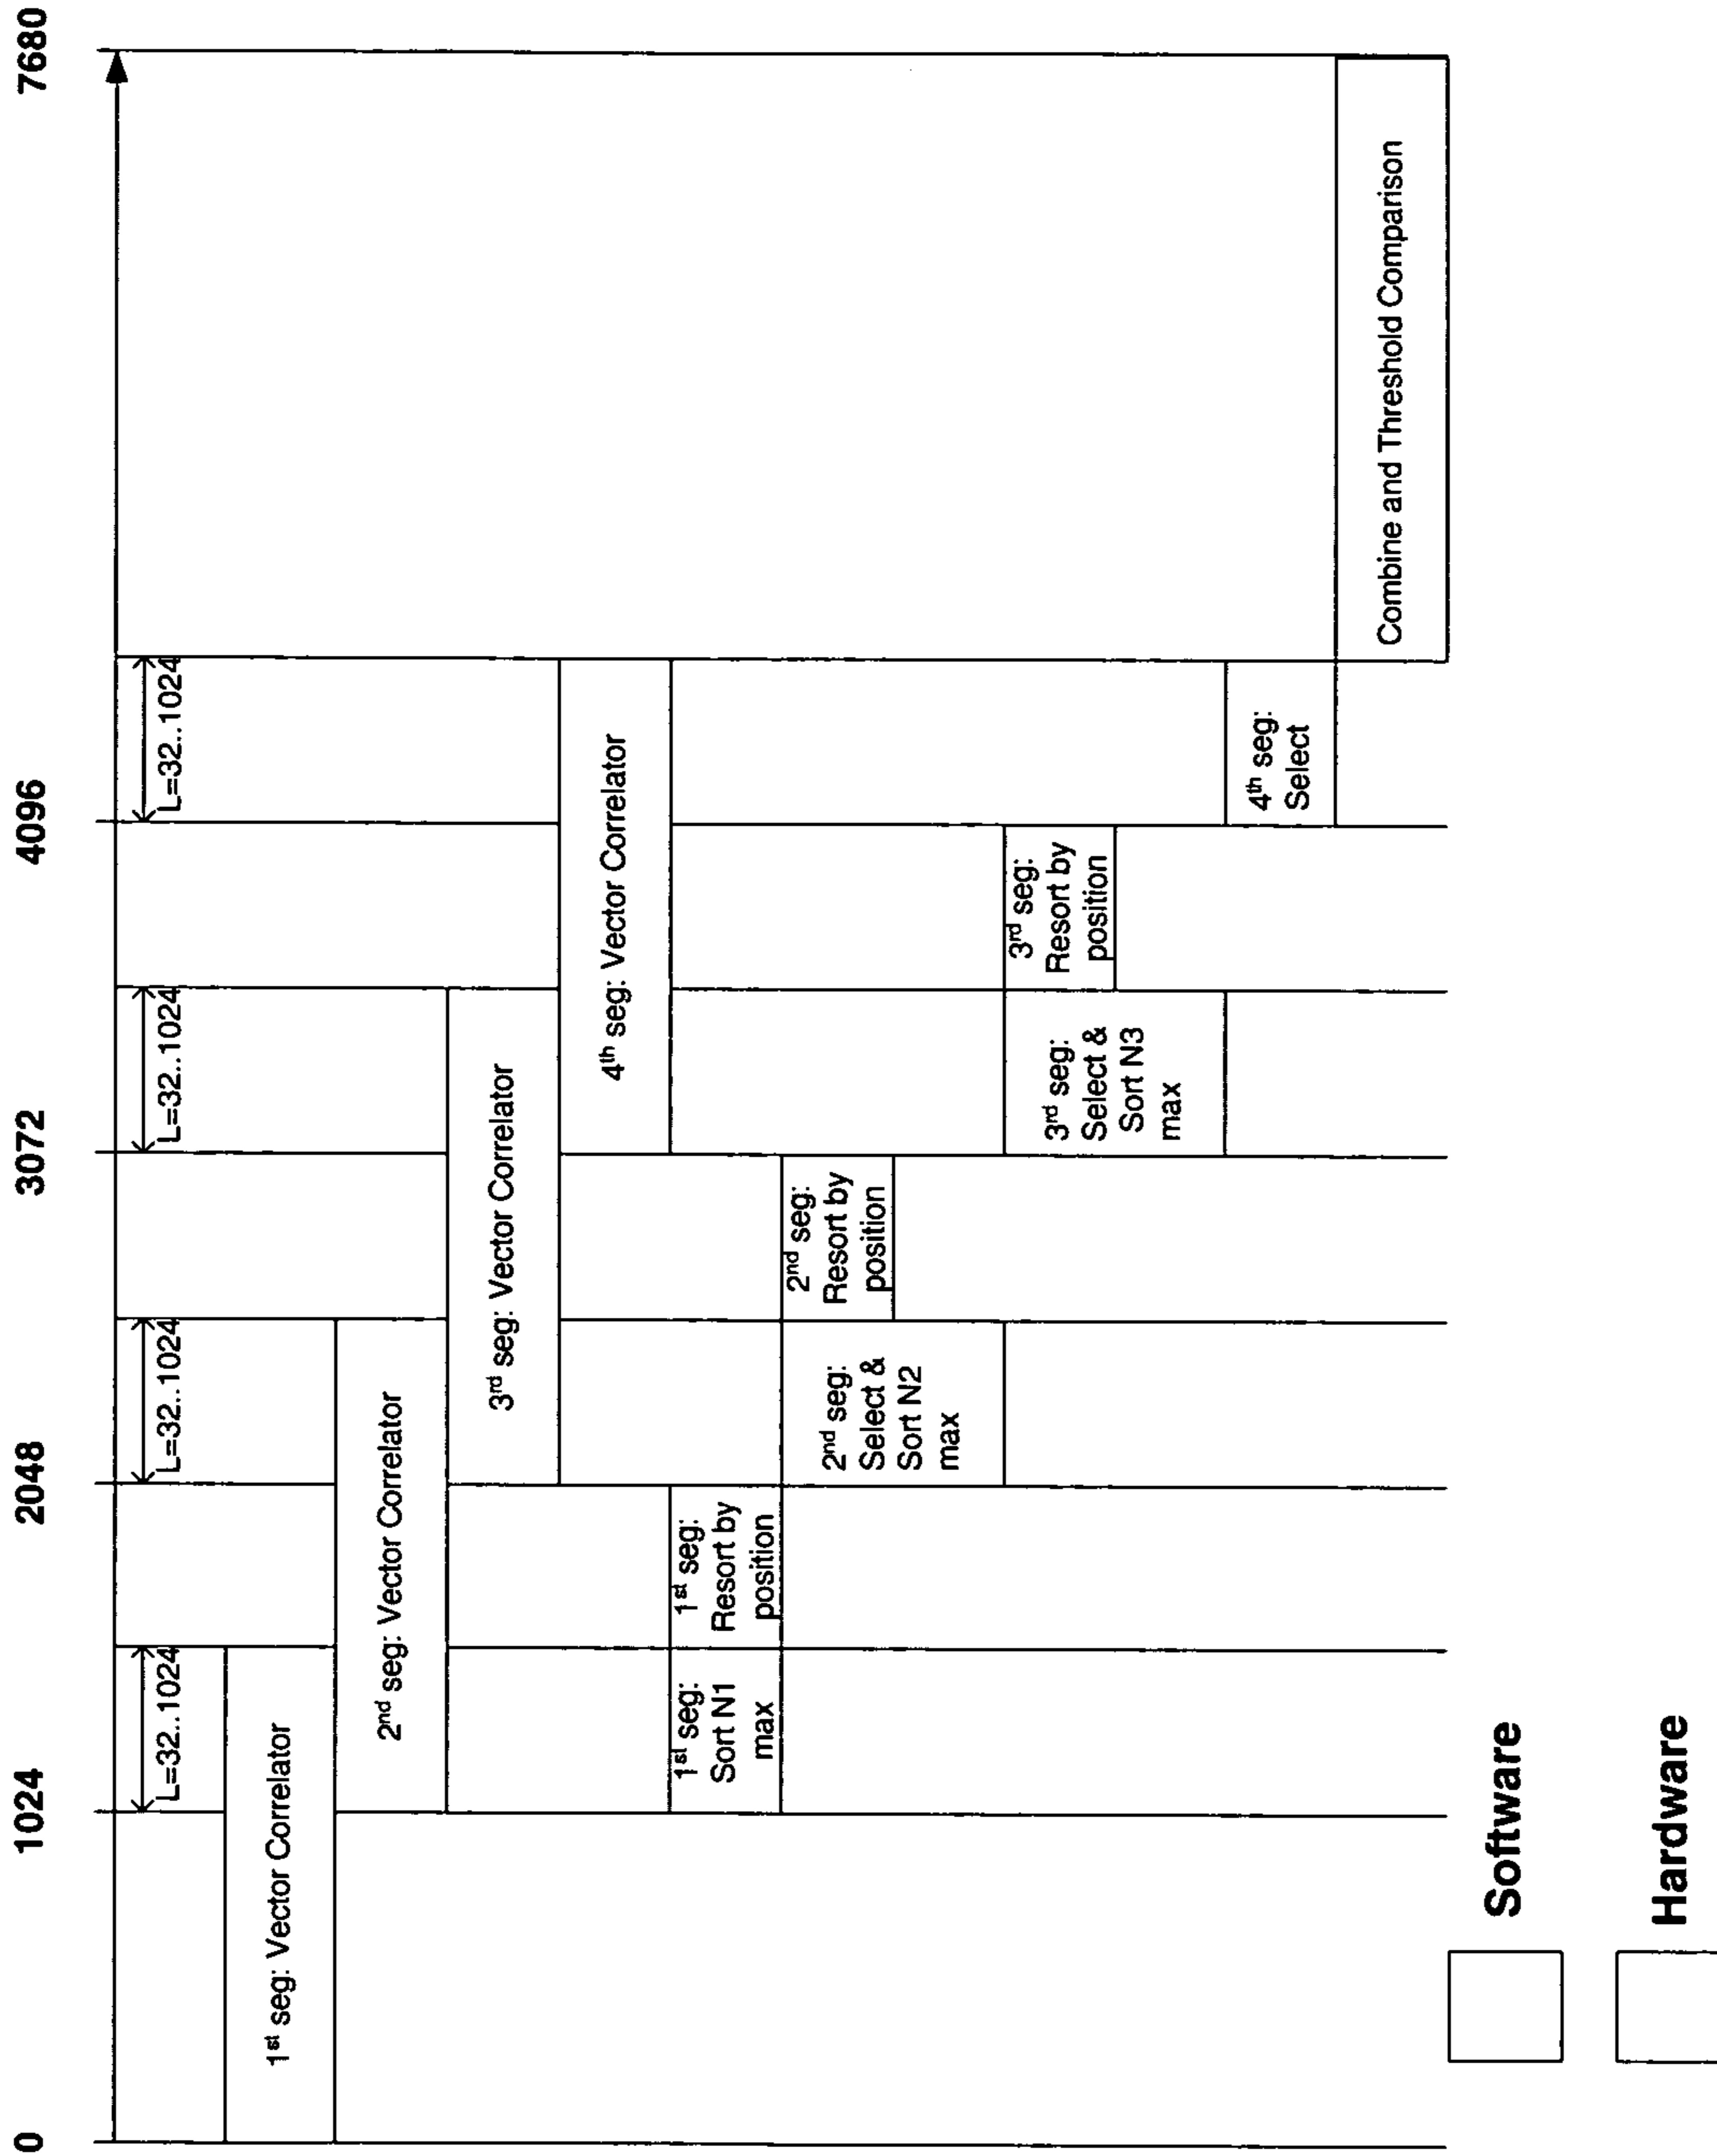 0 1024 2048 3072 4096 7680
L=32..1024 L=32..1024 L=32..1024 L=32..1024
1st seg: Vector Correlator
2nd seg: Vector Correlator
3rd seg: Vector Correlator
4th seg: Vector Correlator
1st seg:
Sort N1
max
1st seg:
Resort by
position
2nd seg:
Select &
Sort N2
max
2nd seg:
Resort by
position
3rd seg:
Select &
Sort N3
max
3rd seg:
Resort by
position
4th seg:
Select
Combine and Threshold Comparison
Software
Hardware